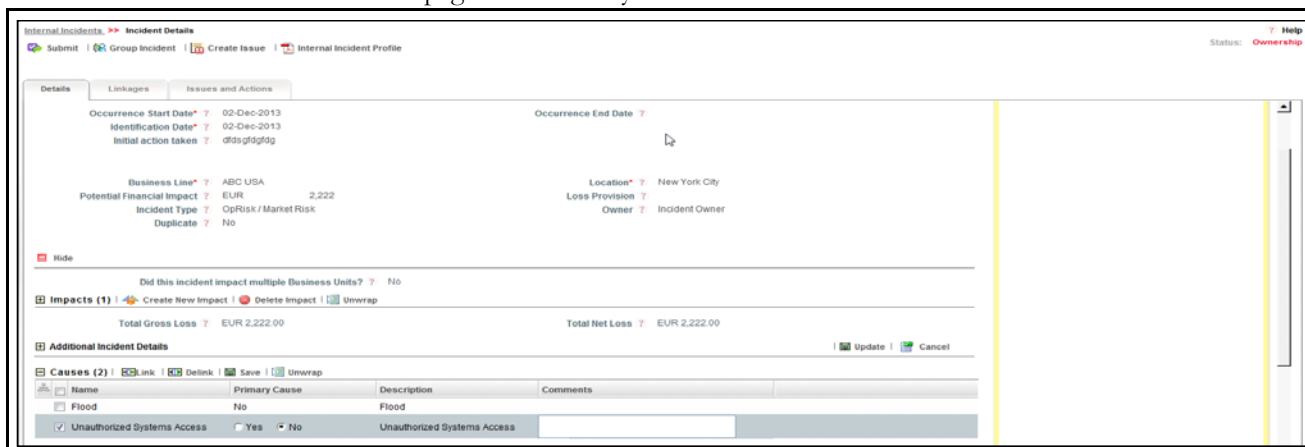 Internal Incidents >> Incident Details ? Help
Submit | Group Incident | Create Issue | Internal Incident Profile Status: Ownership
Details Linkages Issues and Actions
Occurrence Start Date* ? 02-Dec-2013 Occurrence End Date ?
Identification Date* ? 02-Dec-2013
Initial action taken ? dfdsgfdgfdg
Business Line* ? ABC USA Location* ? New York City
Potential Financial Impact ? EUR 2,222 Loss Provision ?
Incident Type ? OpRisk / Market Risk Owner ? Incident Owner
Duplicate ? No
Hide
Did this incident impact multiple Business Units? ? No
Impacts (1) | Create New Impact | Delete Impact | Unwrap
Total Gross Loss ? EUR 2,222.00 Total Net Loss ? EUR 2,222.00
Additional Incident Details | Update | Cancel
Causes (2) | Link | Delink | Save | Unwrap
Name Primary Cause Description Comments
Flood No Flood
Unauthorized Systems Access Yes No Unauthorized Systems Access